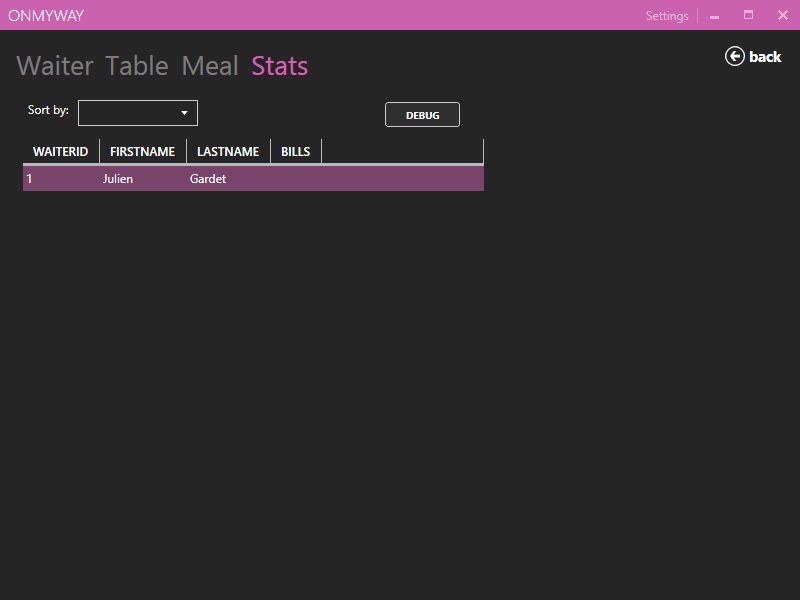 ONMYWAY Settings
Waiter Table Meal Stats back
Sort by: DEBUG
WAITERID FIRSTNAME LASTNAME BILLS
1 Julien Gardet